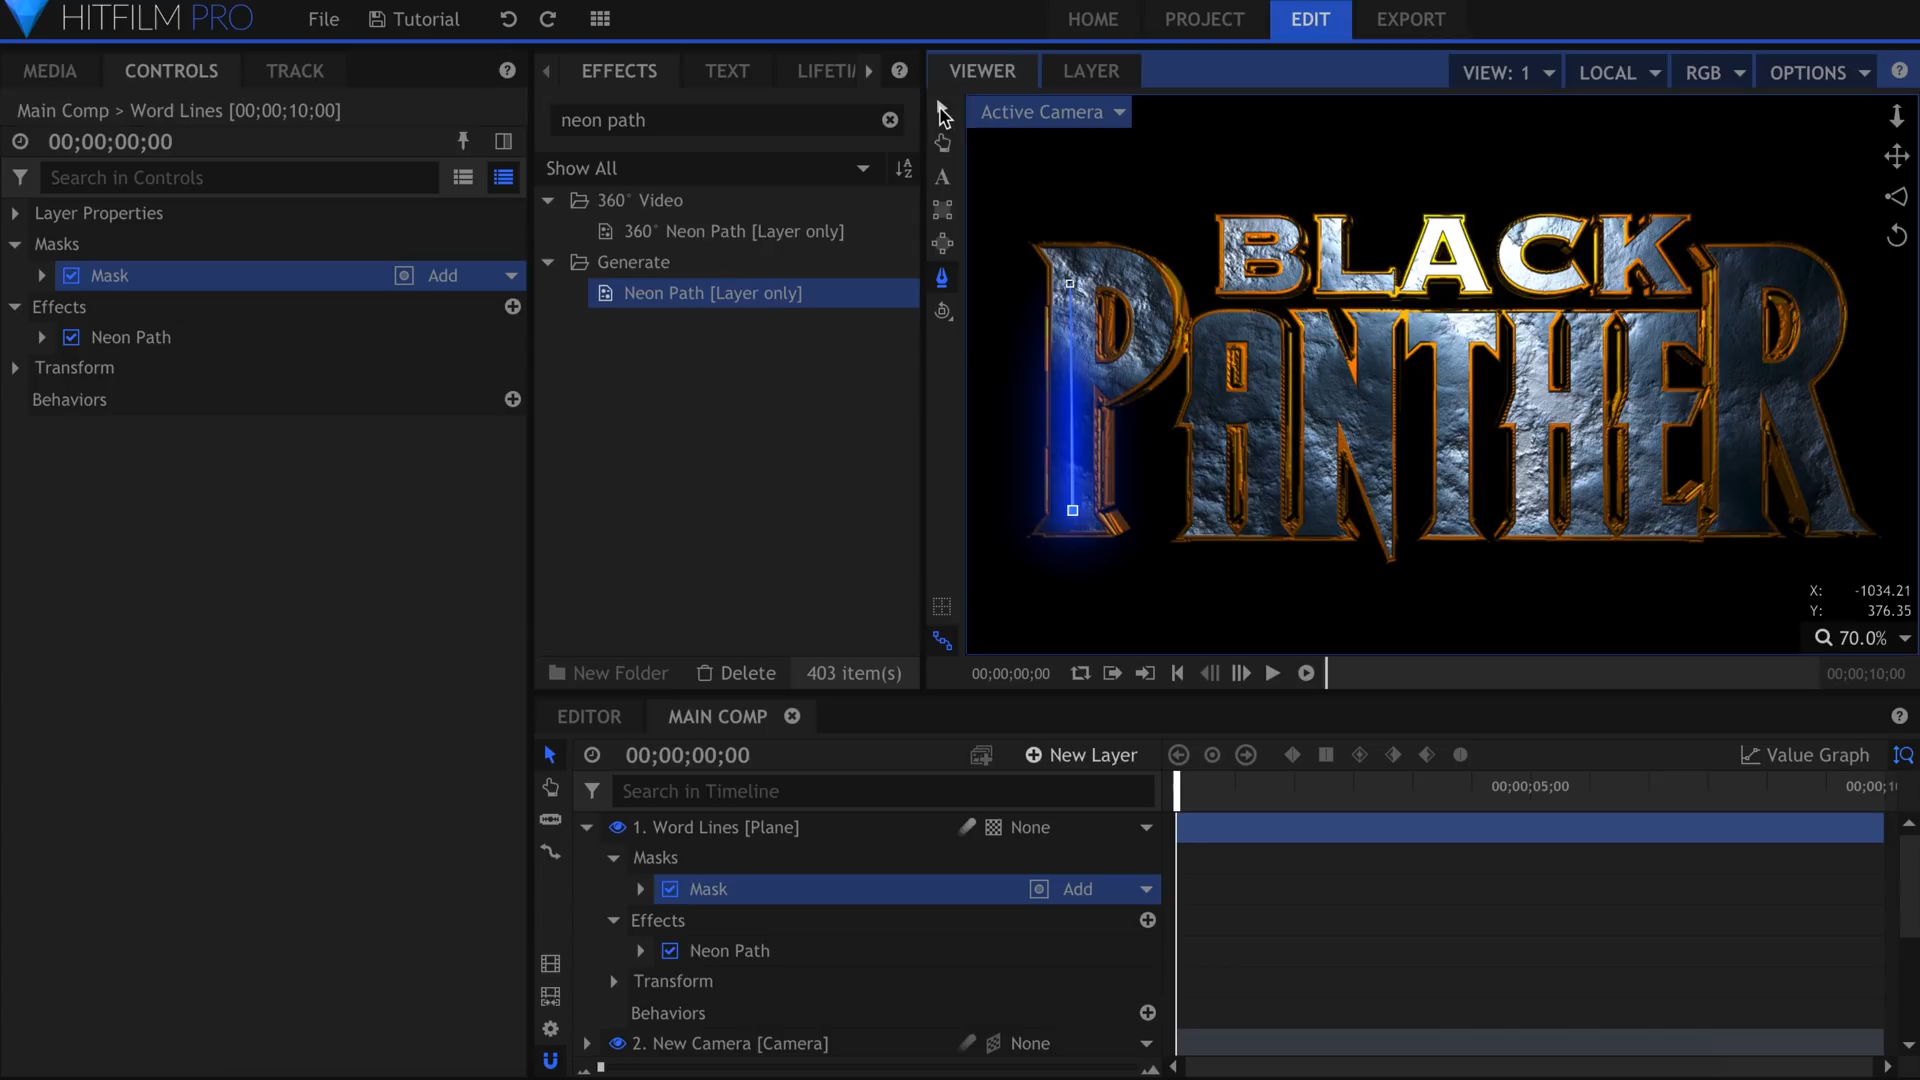 HITFILM PRO
File
Tutorial
HOME
PROJECT
EDIT
EXPORT
MEDIA
CONTROLS
TRACK
EFFECTS
TEXT
VIEWER
LAYER
VIEW: 1
LOCAL
RGB
OPTIONS
Main Comp > Word Lines [00;00;10;00]
00;00;00;00
Search in Controls
Layer Properties
Masks
Mask
Add
Effects
Neon Path
Transform
Behaviors
neon path
Show All
360° Video
360° Neon Path [Layer only]
Generate
Neon Path [Layer only]
New Folder
Delete
403 item(s)
Active Camera
BLACK
PANTHER
X: -1034.21
Y: 376.35
70.0%
00;00;00;00
00;00;10;00
EDITOR
MAIN COMP
00;00;00;00
New Layer
Value Graph
Search in Timeline
00;00;05;00
1. Word Lines [Plane]
None
Masks
Mask
Add
Effects
Neon Path
Transform
Behaviors
2. New Camera [Camera]
None